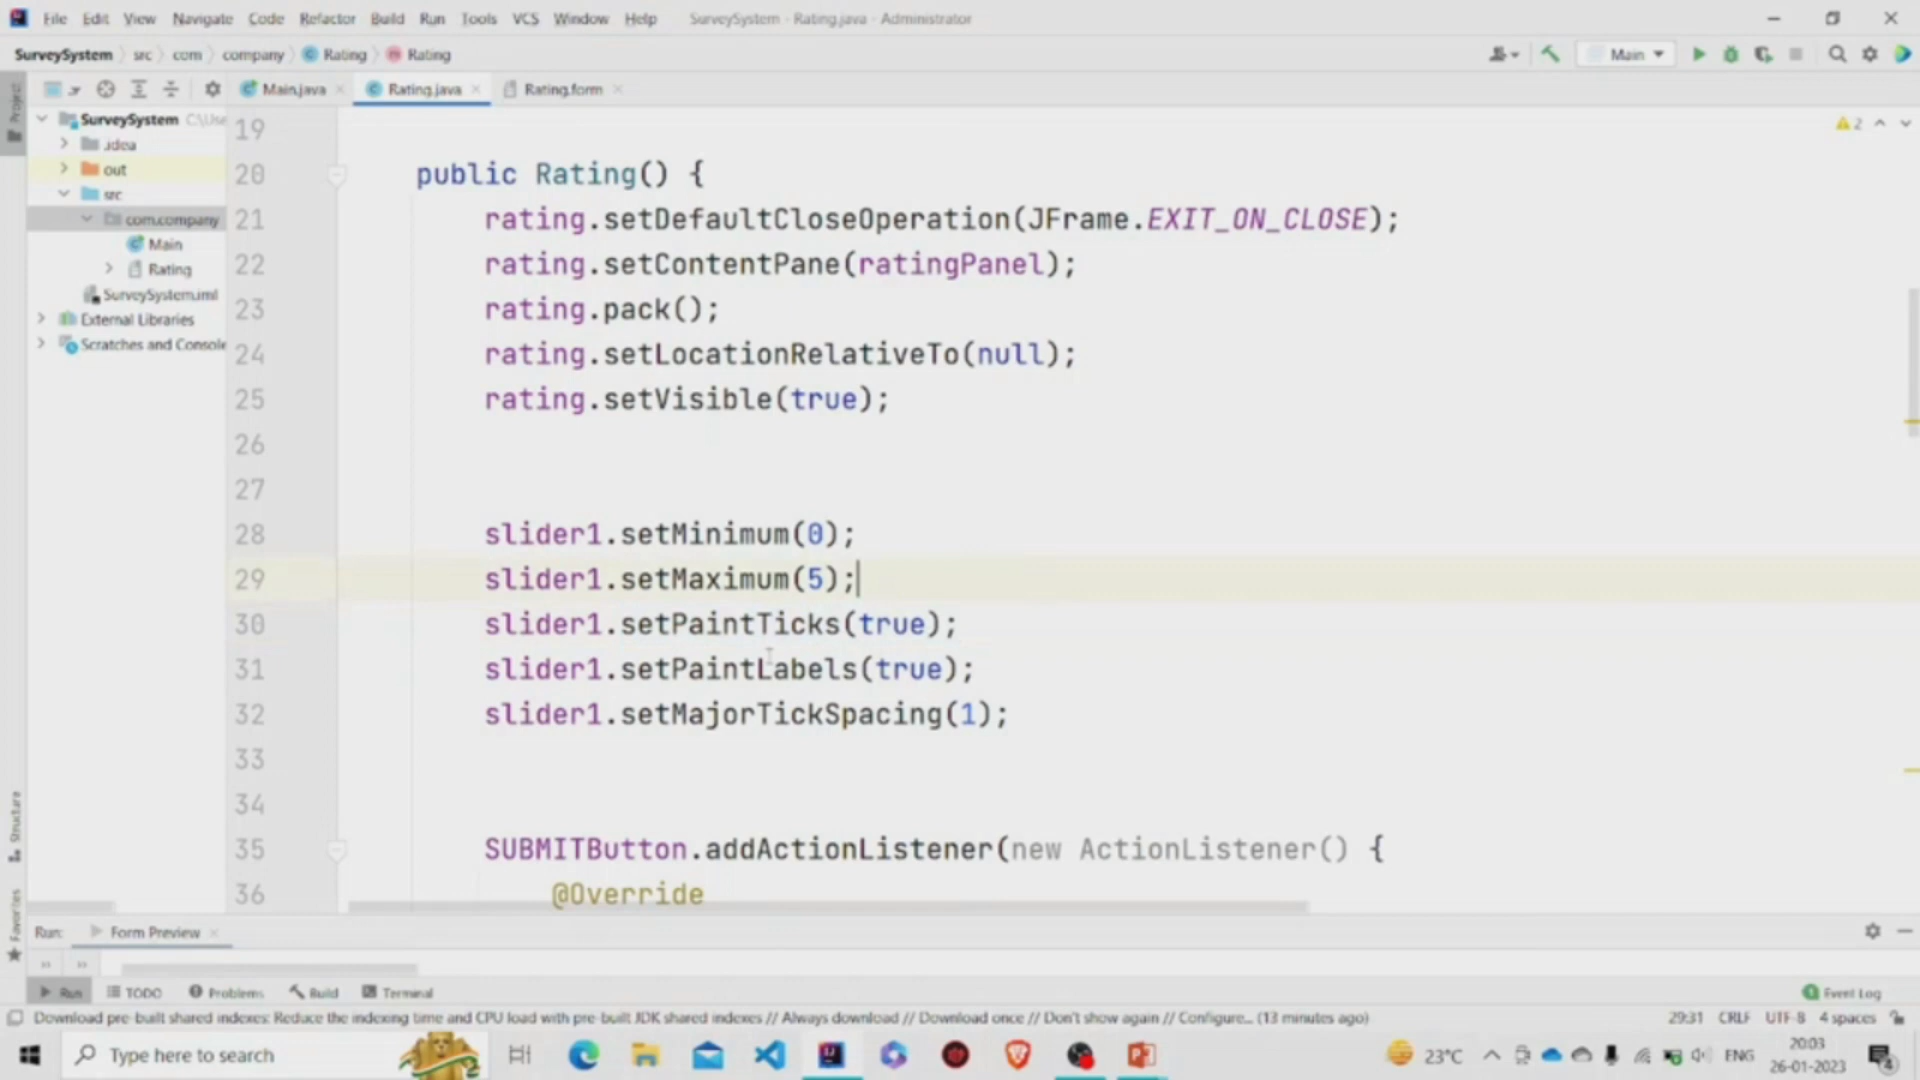 File Edit View Navigate Code Refactor Build Run Tools VCS Window Help SurveySystem - Rating.java - Administrator
SurveySystem src com company Rating Rating Main
Project Main.java Rating.java Rating.form
SurveySystem C:\Use
.idea
out
src
com.company
Main
Rating
SurveySystem.iml
External Libraries
Scratches and Console
2
19
20 public Rating() {
21 rating.setDefaultCloseOperation(JFrame.EXIT_ON_CLOSE);
22 rating.setContentPane(ratingPanel);
23 rating.pack();
24 rating.setLocationRelativeTo(null);
25 rating.setVisible(true);
26
27
28 slider1.setMinimum(0);
29 slider1.setMaximum(5);
30 slider1.setPaintTicks(true);
31 slider1.setPaintLabels(true);
32 slider1.setMajorTickSpacing(1);
33
34
35 SUBMITButton.addActionListener(new ActionListener() {
36 @Override
Structure
Favorites
Run: Form Preview
Run TODO Problems Build Terminal Event Log
Download pre-built shared indexes: Reduce the indexing time and CPU load with pre-built JDK shared indexes // Always download // Download once // Don't show again // Configure... (13 minutes ago) 29:31 CRLF UTF-8 4 spaces
Type here to search 23°C ENG 20:03
26-01-2023
4